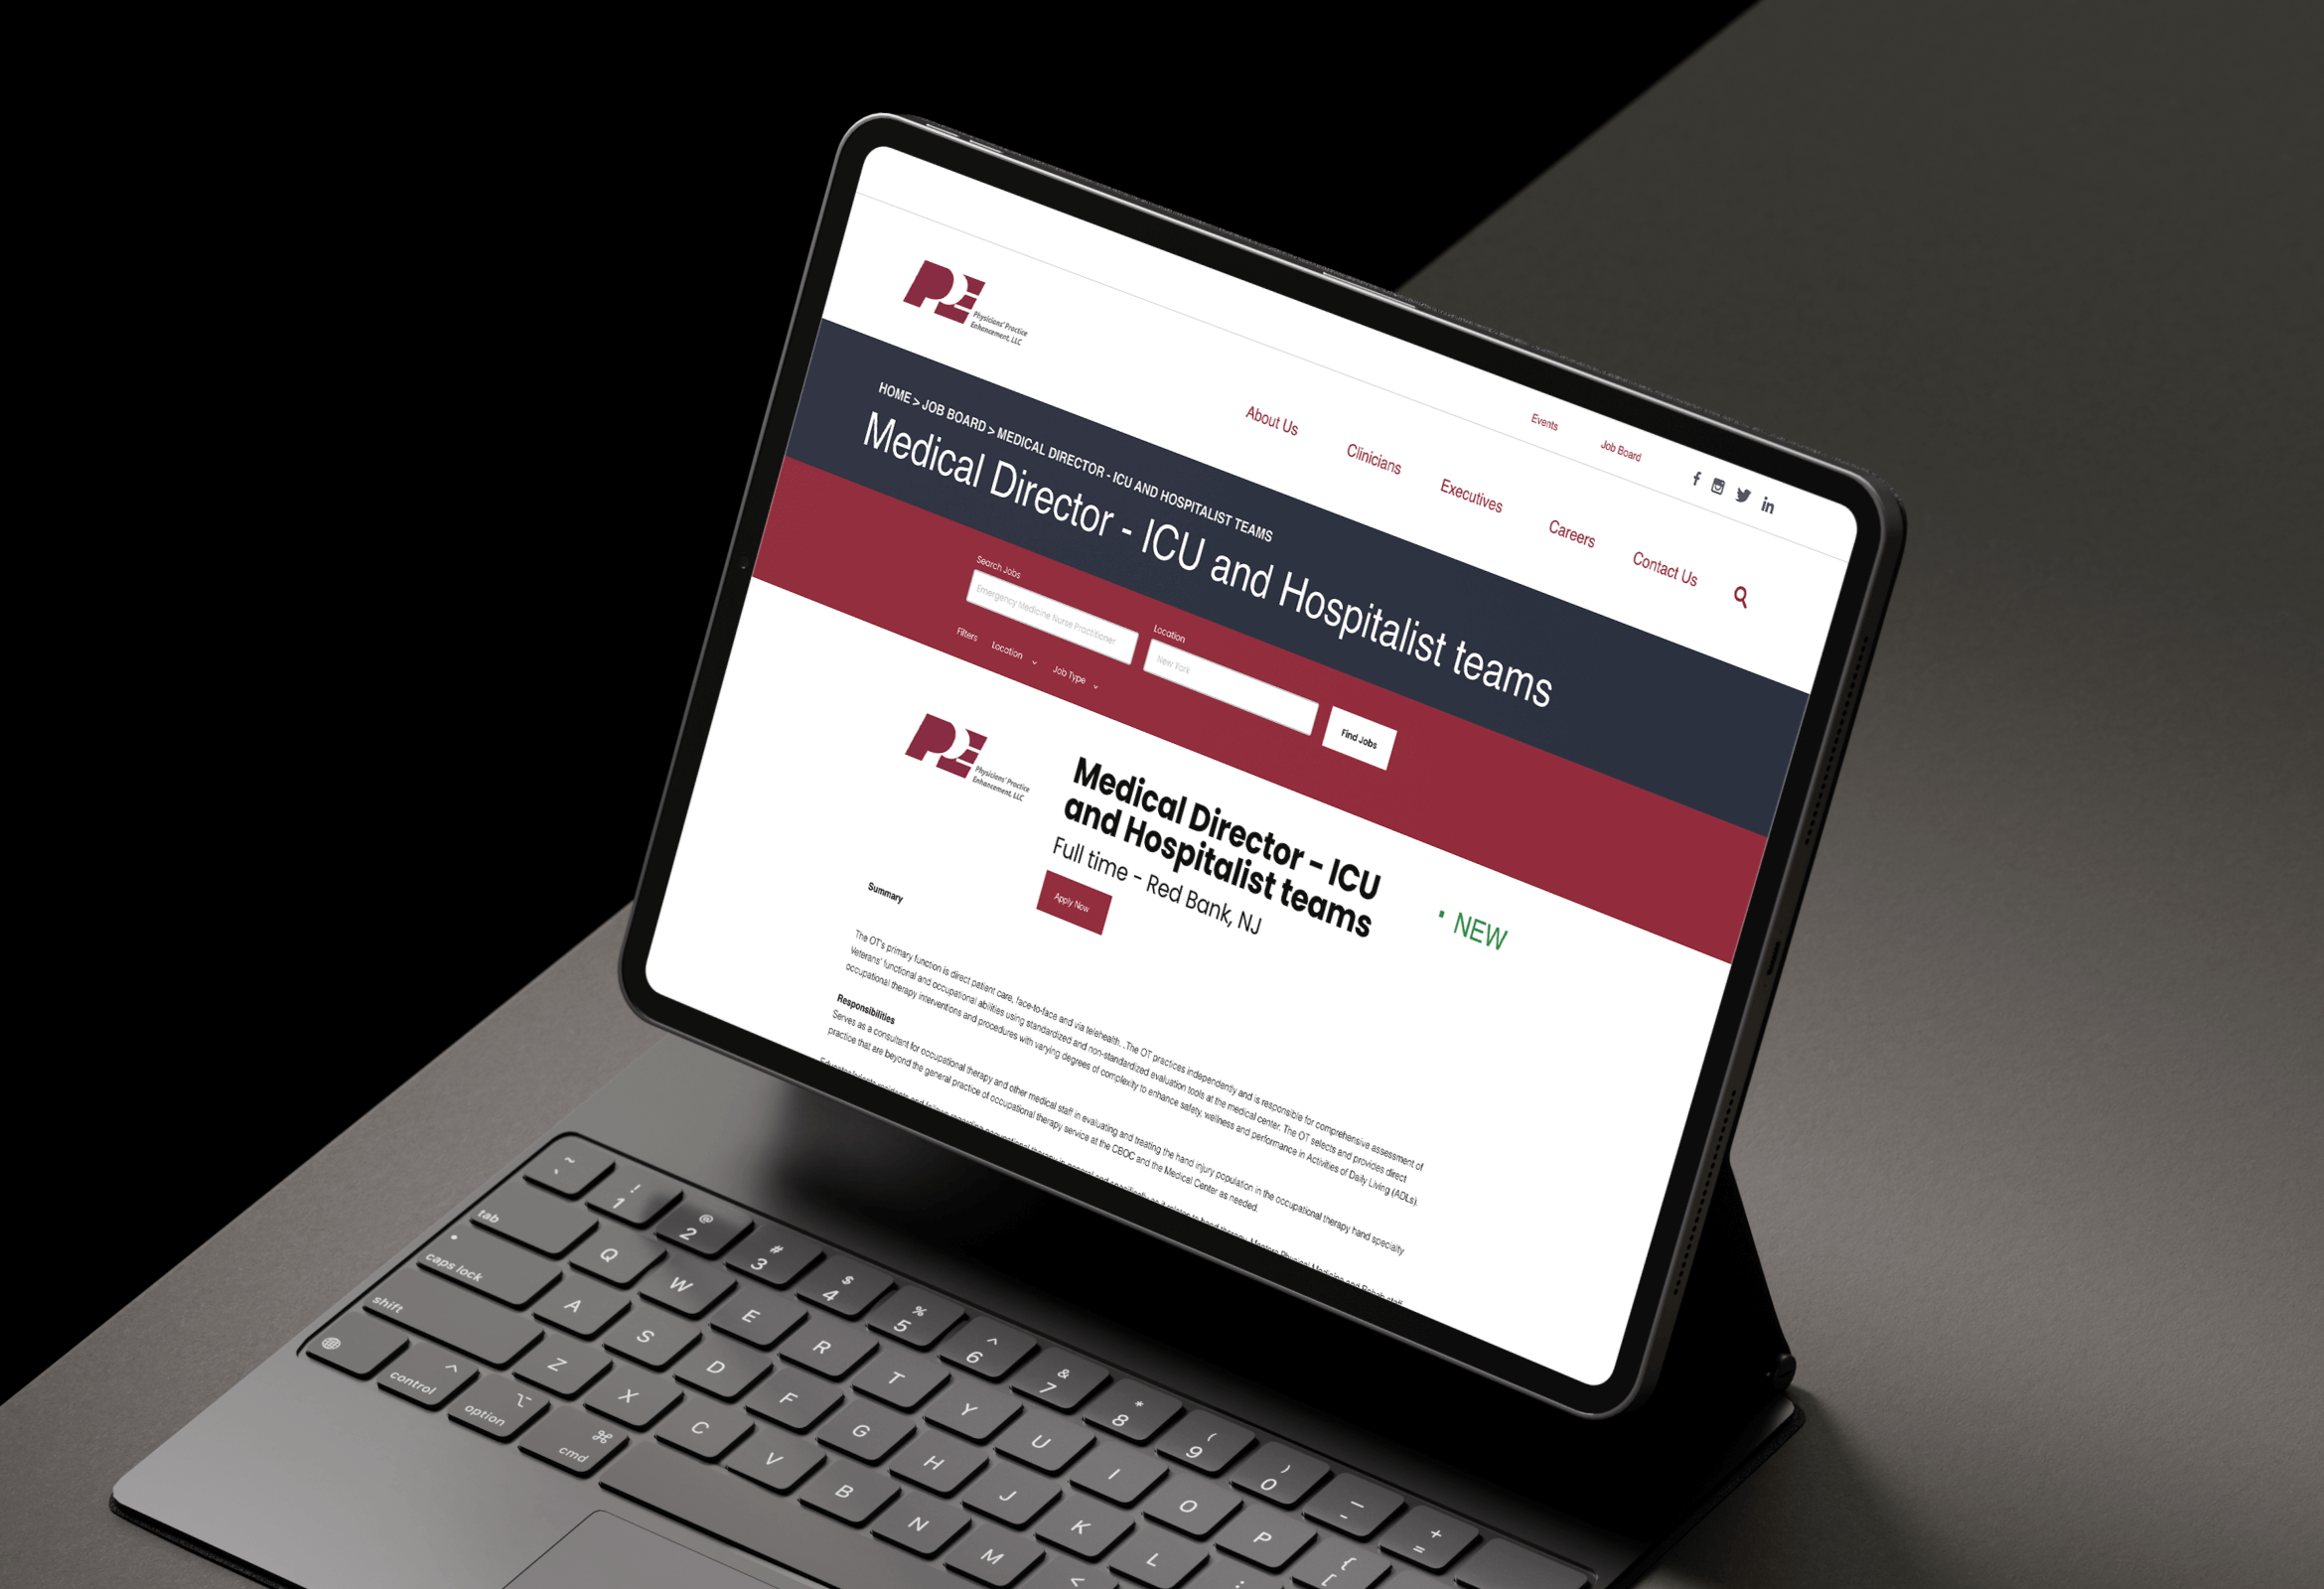 Events
Job Board
PPE
Physicians' Practice
Enhancement, LLC
About Us
Clinicians
Executives
Careers
Contact Us
HOME > JOB BOARD > MEDICAL DIRECTOR - ICU AND HOSPITALIST TEAMS
Medical Director - ICU and Hospitalist teams
Search Jobs
Emergency Medicine Nurse Practitioner
Location
New York
Find Jobs
Filters
Location
Job Type
PPE
Physicians' Practice
Enhancement, LLC
Medical Director - ICU
and Hospitalist teams
Full time - Red Bank, NJ
Apply Now
· NEW
Summary
The OT's primary function is direct patient care, face-to-face and via telehealth. .The OT practices independently and is responsible for comprehensive assessment of
Veterans' functional and occupational abilities using standardized and non-standardized evaluation tools at the medical center. The OT selects and provides direct
occupational therapy interventions and procedures with varying degrees of complexity to enhance safety, wellness and performance in Activities of Daily Living (ADLs).
Responsibilities
Serves as a consultant for occupational therapy and other medical staff in evaluating and treating the hand injury population in the occupational therapy hand specialty
practice that are beyond the general practice of occupational therapy service at the CBOC and the Medical Center as needed.
~ `
! 1
@ 2
# 3
$ 4
% 5
^ 6
& 7
* 8
( 9
) 0
— -
+ =
tab
Q W E R T Y U I O P { [
caps lock
A S D F G H J K L :
shift
Z X C V B N M <
control
option
cmd